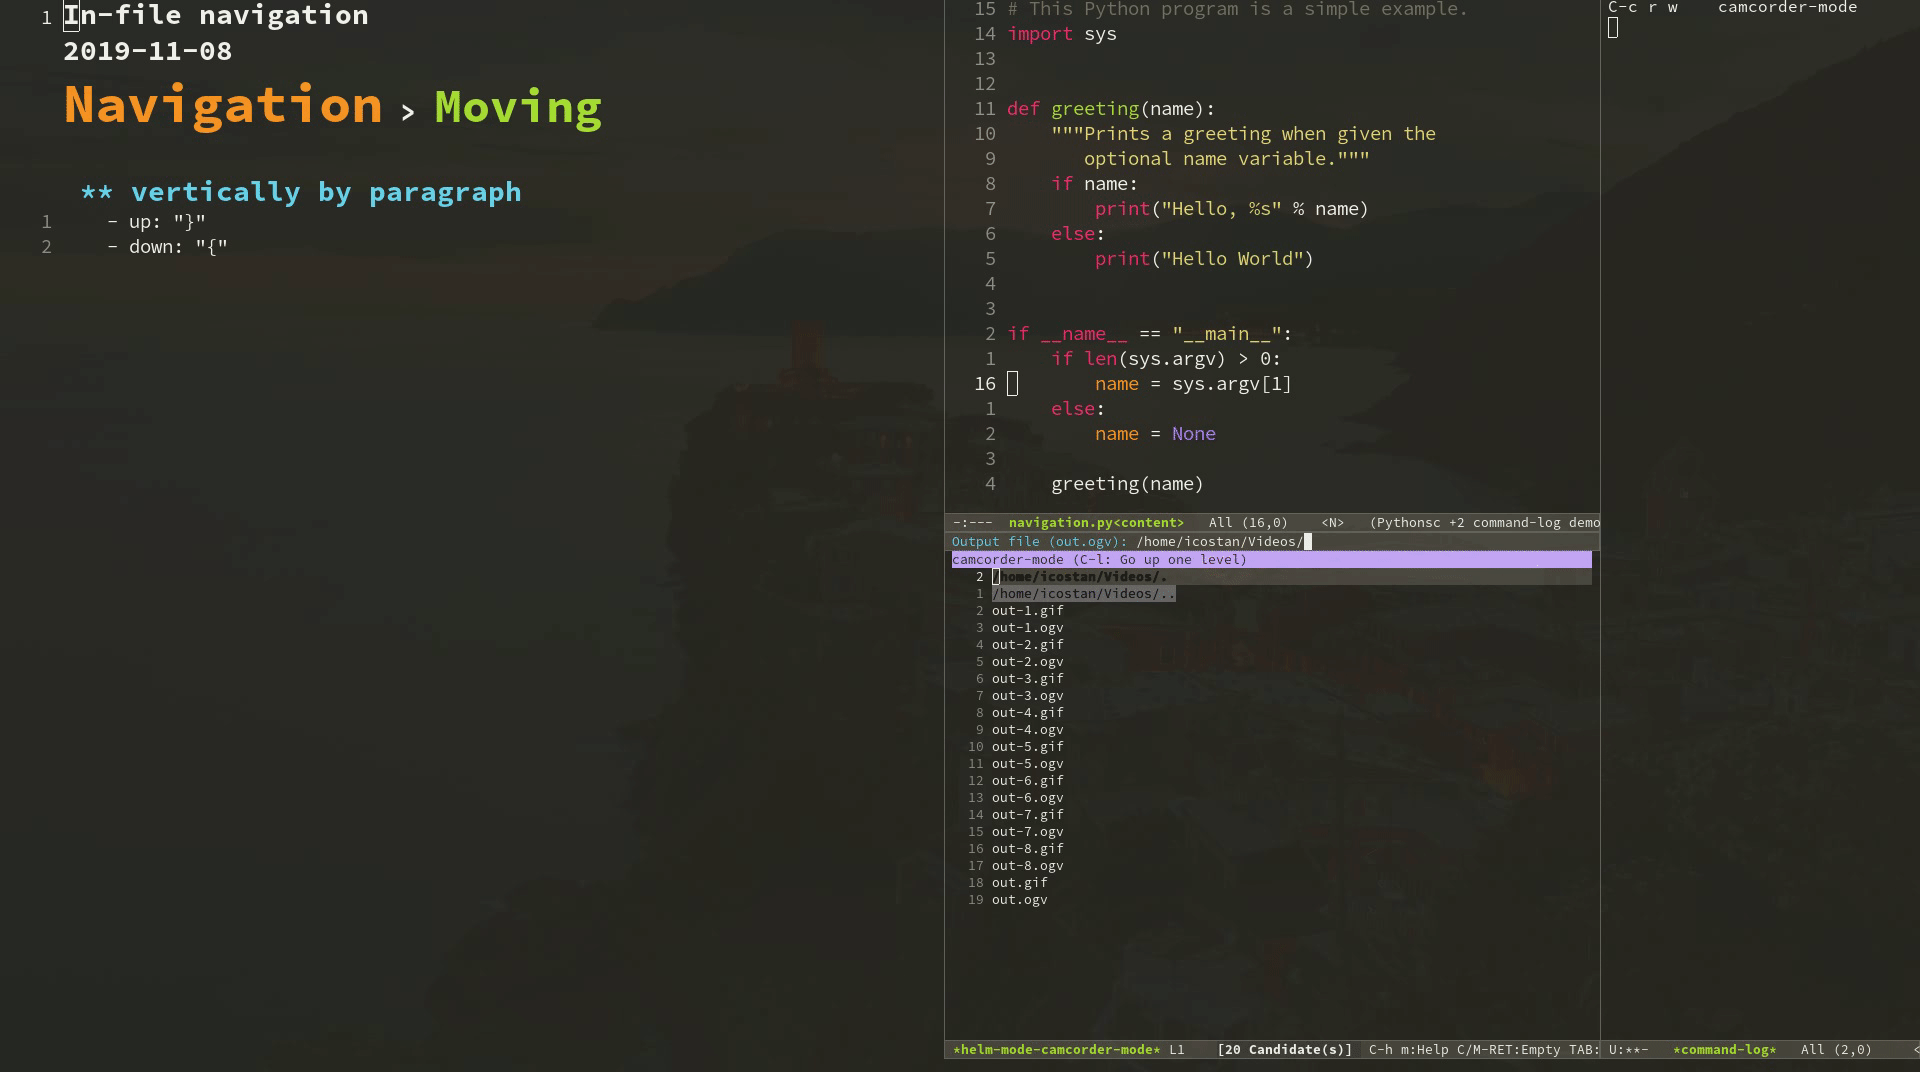 1 In-file navigation
2019-11-08
Navigation > Moving
** vertically by paragraph
1 - up: "}"
2 - down: "{"
15 # This Python program is a simple example.
14 import sys
13
12
11 def greeting(name):
10 """Prints a greeting when given the
9 optional name variable."""
8 if name:
7 print("Hello, %s" % name)
6 else:
5 print("Hello World")
4
3
2 if __name__ == "__main__":
1 if len(sys.argv) > 0:
16 name = sys.argv[1]
1 else:
2 name = None
3
4 greeting(name)
-:--- navigation.py<content> All (16,0) <N> (Pythonsc +2 command-log demo
Output file (out.ogv): /home/icostan/Videos/
camcorder-mode (C-l: Go up one level)
2 /home/icostan/Videos/.
1 /home/icostan/Videos/..
2 out-1.gif
3 out-1.ogv
4 out-2.gif
5 out-2.ogv
6 out-3.gif
7 out-3.ogv
8 out-4.gif
9 out-4.ogv
10 out-5.gif
11 out-5.ogv
12 out-6.gif
13 out-6.ogv
14 out-7.gif
15 out-7.ogv
16 out-8.gif
17 out-8.ogv
18 out.gif
19 out.ogv
*helm-mode-camcorder-mode* L1 [20 Candidate(s)] C-h m:Help C/M-RET:Empty TAB:
C-c r w camcorder-mode
U:**- *command-log* All (2,0) <